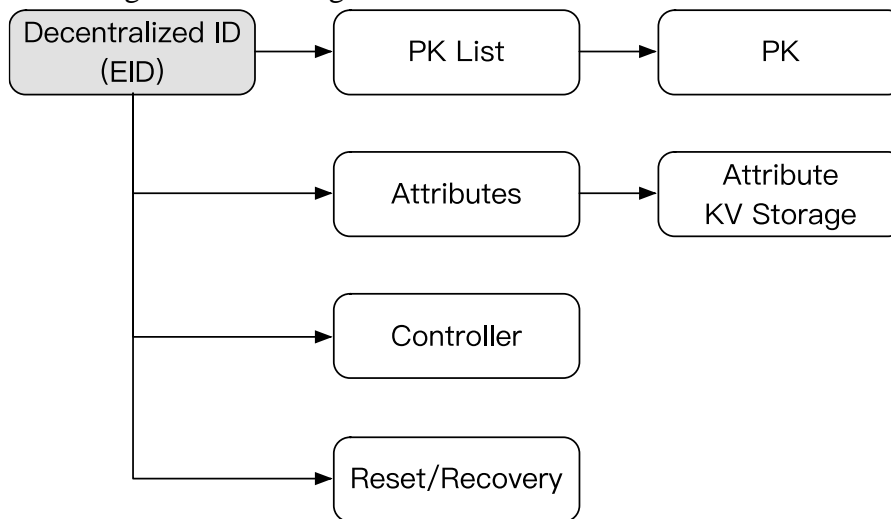 Decentralized ID
(EID)
PK List
PK
Attributes
Attribute
KV Storage
Controller
Reset/Recovery